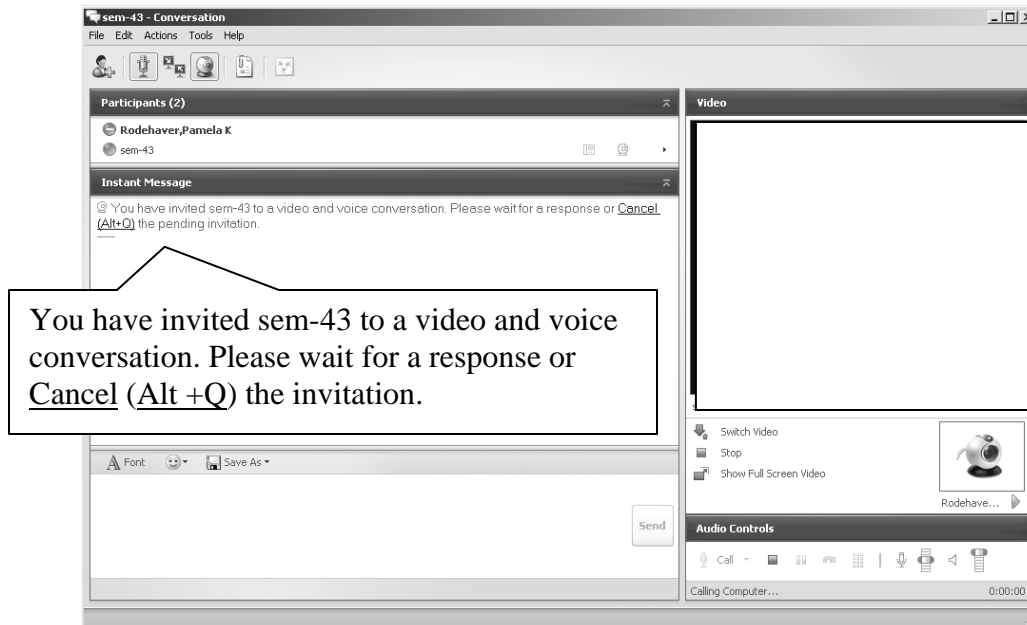 sem-43 - Conversation
File Edit Actions Tools Help
Participants (2)
Rodehaver,Pamela K
sem-43
Instant Message
You have invited sem-43 to a video and voice conversation. Please wait for a response or Cancel
(Alt+Q) the pending invitation.
You have invited sem-43 to a video and voice
conversation. Please wait for a response or
Cancel (Alt +Q) the invitation.
Font Save As
Send
Video
Switch Video
Stop
Show Full Screen Video
Rodehave...
Audio Controls
Call
Calling Computer... 0:00:00